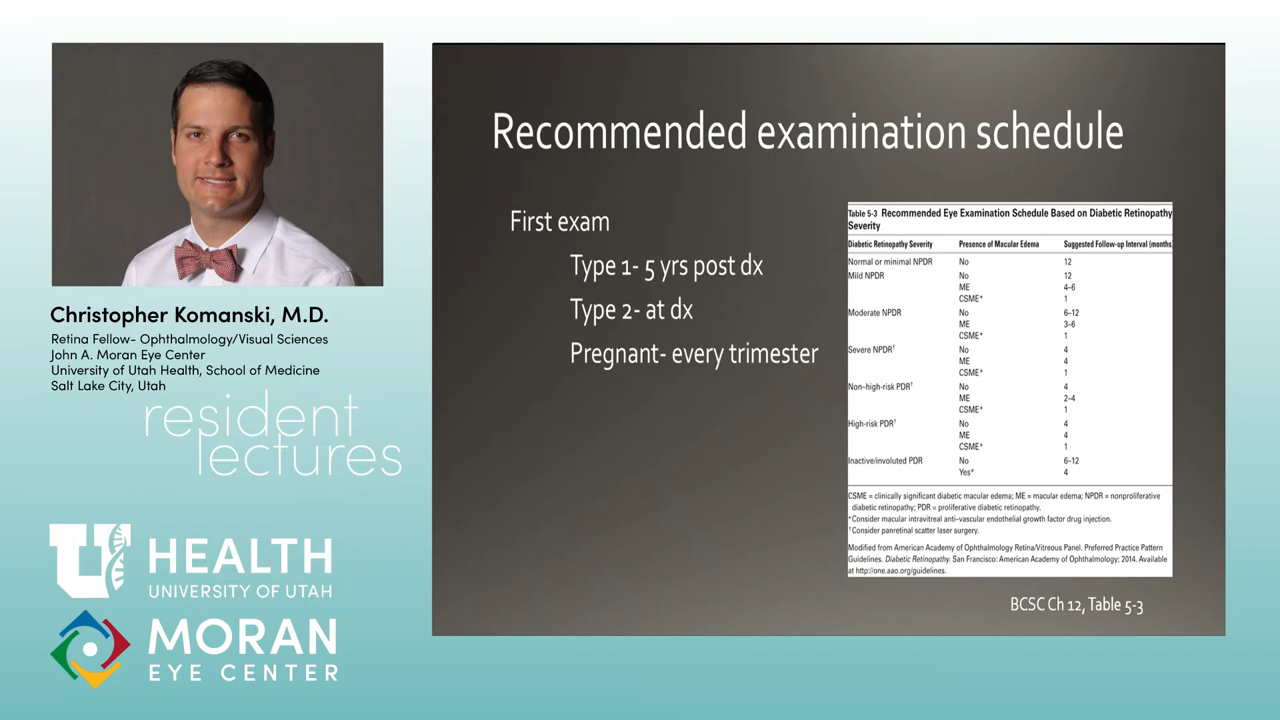 Christopher Komanski, M.D.
Retina Fellow- Ophthalmology/Visual Sciences
John A. Moran Eye Center
University of Utah Health, School of Medicine
Salt Lake City, Utah
resident
lectures
U HEALTH
UNIVERSITY OF UTAH
MORAN
EYE CENTER
Recommended examination schedule
First exam
Type 1- 5 yrs post dx
Type 2- at dx
Pregnant- every trimester
Table 5-3 Recommended Eye Examination Schedule Based on Diabetic Retinopathy
Severity
Diabetic Retinopathy Severity Presence of Macular Edema Suggested Follow-up Interval (months
Normal or minimal NPDR No 12
Mild NPDR No 12
ME 4–6
CSME* 1
Moderate NPDR No 6–12
ME 3–6
CSME* 1
Severe NPDR† No 4
ME 4
CSME* 1
Non–high-risk PDR† No 4
ME 2–4
CSME* 1
High-risk PDR† No 4
ME 4
CSME* 1
Inactive/involuted PDR No 6–12
Yes* 4
CSME = clinically significant diabetic macular edema; ME = macular edema; NPDR = nonproliferative
diabetic retinopathy; PDR = proliferative diabetic retinopathy.
*Consider macular intravitreal anti–vascular endothelial growth factor drug injection.
†Consider panretinal scatter laser surgery.
Modified from American Academy of Ophthalmology Retina/Vitreous Panel. Preferred Practice Pattern
Guidelines. Diabetic Retinopathy. San Francisco: American Academy of Ophthalmology; 2014. Available
at http://one.aao.org/guidelines.
BCSC Ch 12, Table 5-3